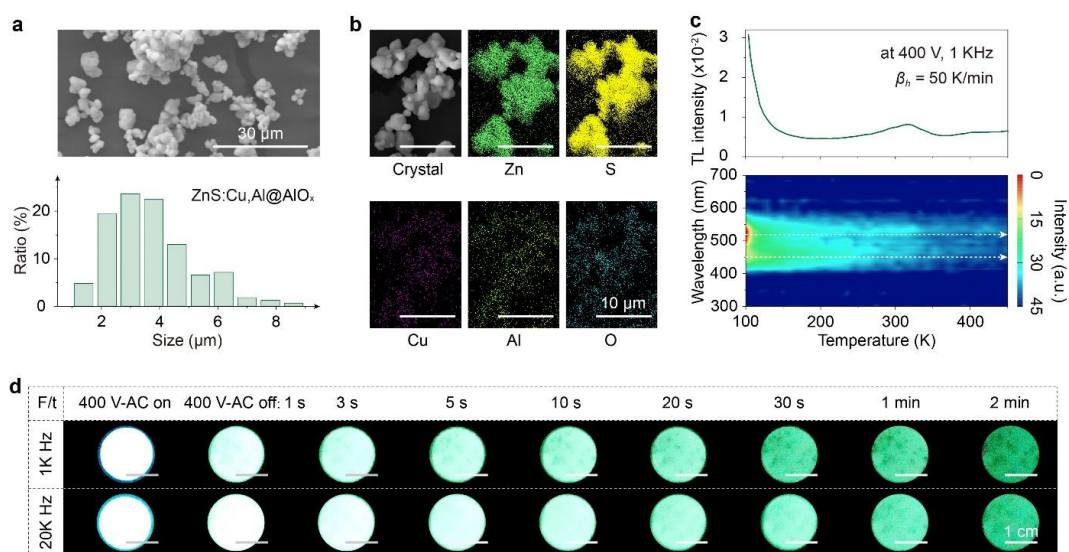 a
30 µm
ZnS:Cu,Al@AlOₓ
Ratio (%)
20
10
0
2 4 6 8
Size (µm)
b
Crystal Zn S
10 µm
Cu Al O
c
TL intensity (x10⁻²)
3
2
1
0
at 400 V, 1 KHz
βₕ = 50 K/min
Wavelength (nm)
700
600
500
400
300
100 200 300 400
Temperature (K)
0
15
30
45
Intensity (a.u.)
d
F/t 400 V-AC on 400 V-AC off: 1 s 3 s 5 s 10 s 20 s 30 s 1 min 2 min
1K Hz
20K Hz
1 cm